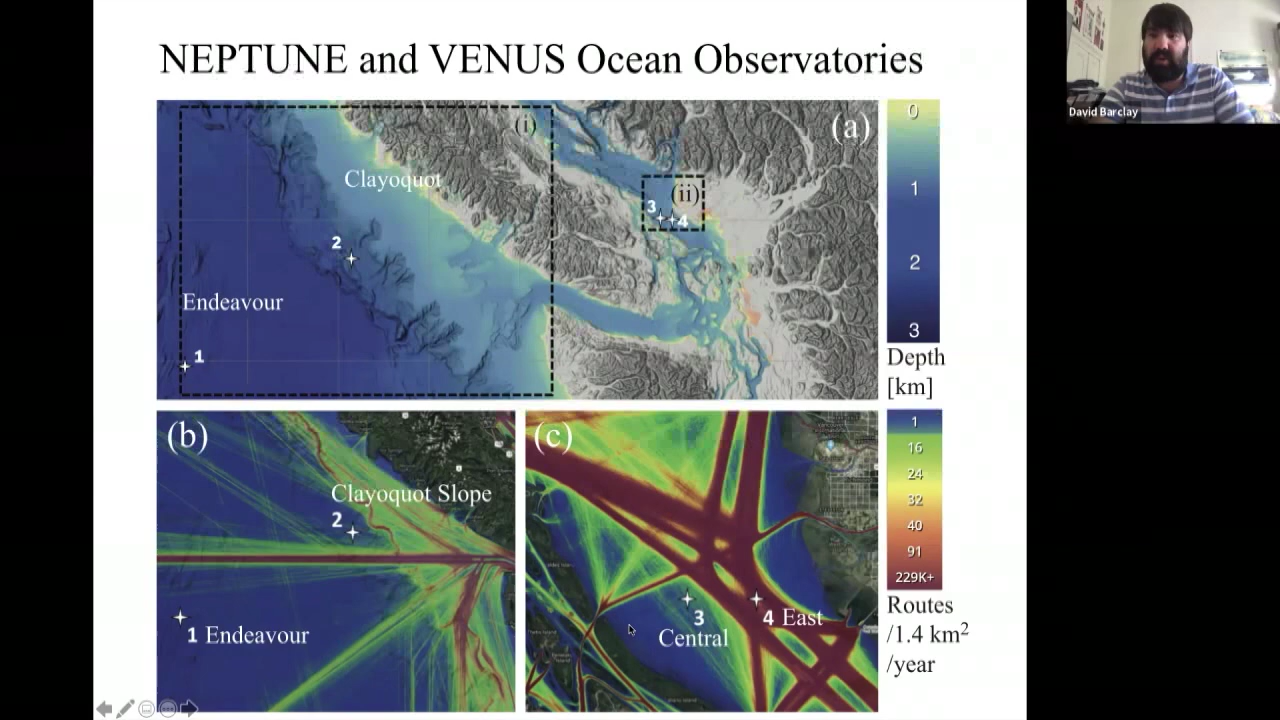 NEPTUNE and VENUS Ocean Observatories
David Barclay
(i)
(a)
Clayoquot
(ii)
3
4
2
Endeavour
1
0
1
2
3
Depth
[km]
(b)
Clayoquot Slope
2
1 Endeavour
(c)
3
Central
4 East
1
16
24
32
40
91
229K+
Routes
/1.4 km²
/year